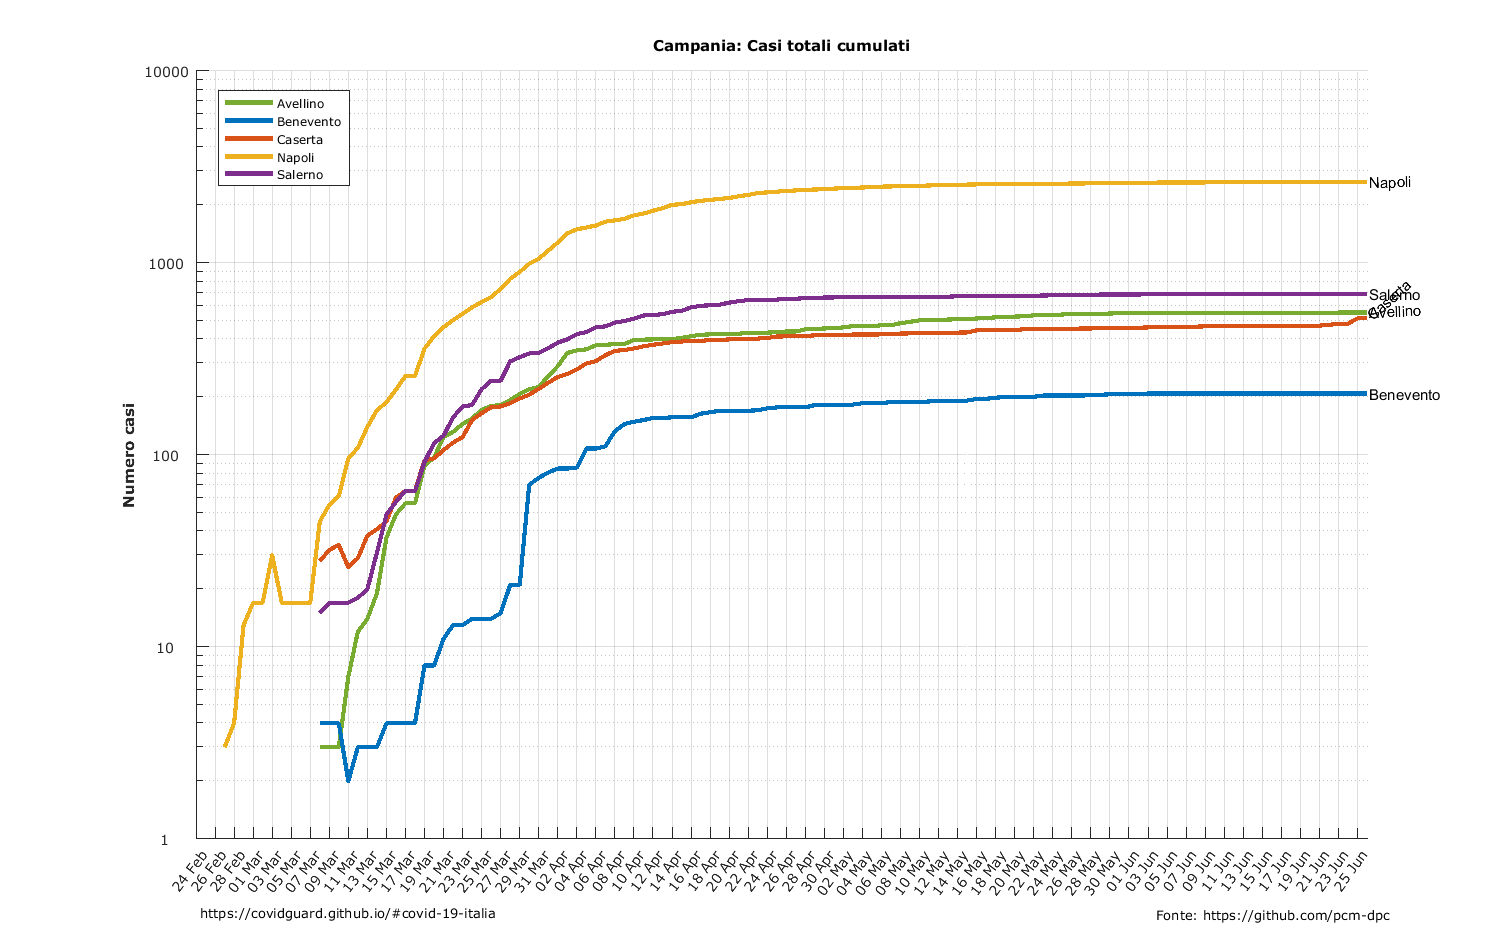 Campania: Casi totali cumulati
10000
1000
100
10
1
Numero casi
Avellino
Benevento
Caserta
Napoli
Salerno
Napoli
Salerno
Caserta
Avellino
Benevento
24 Feb
26 Feb
28 Feb
01 Mar
03 Mar
05 Mar
07 Mar
09 Mar
11 Mar
13 Mar
15 Mar
17 Mar
19 Mar
21 Mar
23 Mar
25 Mar
27 Mar
29 Mar
31 Mar
02 Apr
04 Apr
06 Apr
08 Apr
10 Apr
12 Apr
14 Apr
16 Apr
18 Apr
20 Apr
22 Apr
24 Apr
26 Apr
28 Apr
30 Apr
02 May
04 May
06 May
08 May
10 May
12 May
14 May
16 May
18 May
20 May
22 May
24 May
26 May
28 May
30 May
01 Jun
03 Jun
05 Jun
07 Jun
09 Jun
11 Jun
13 Jun
15 Jun
17 Jun
19 Jun
21 Jun
23 Jun
25 Jun
https://covidguard.github.io/#covid-19-italia
Fonte: https://github.com/pcm-dpc